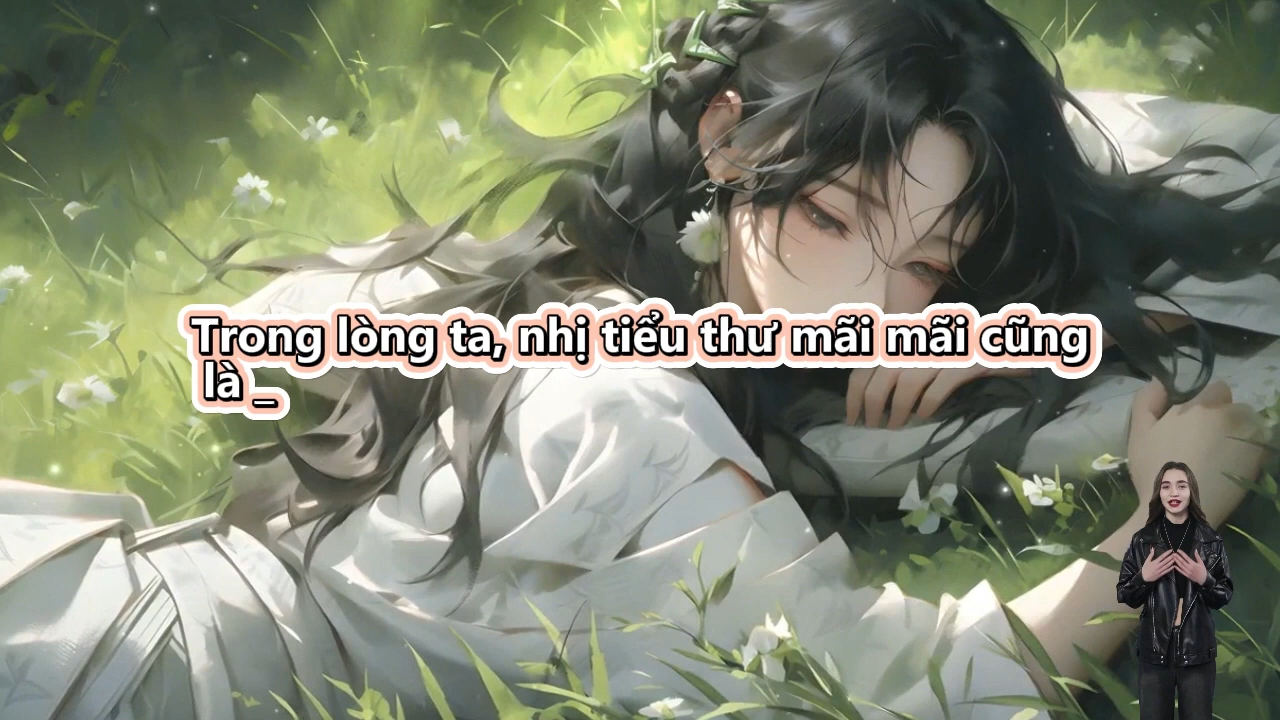 Trong lòng ta, nhị tiểu thư mãi mãi cũng
là _